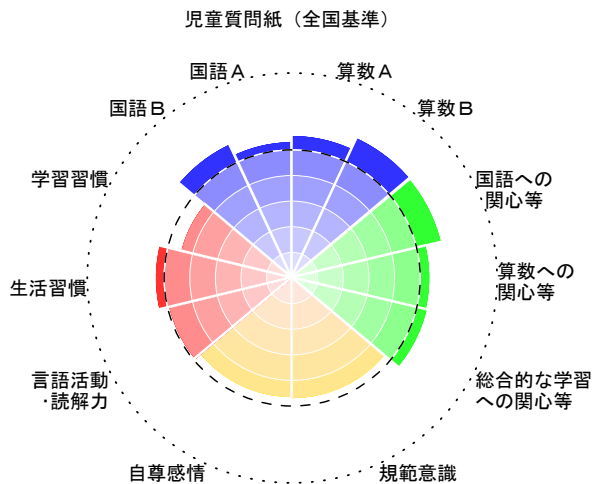 児童質問紙（全国基準）
国語Ａ
算数Ａ
国語Ｂ
算数Ｂ
学習習慣
国語への
関心等
生活習慣
算数への
関心等
言語活動
・読解力
総合的な学習
への関心等
自尊感情
規範意識